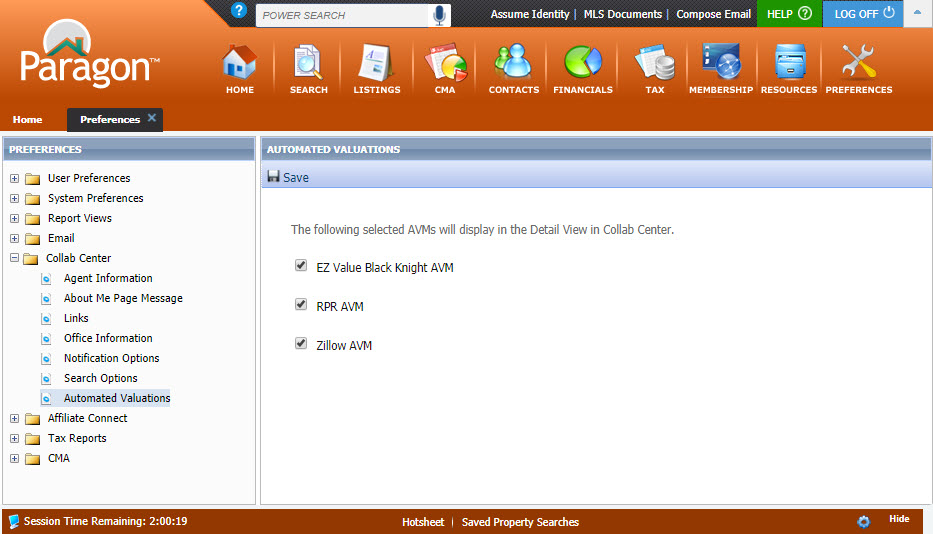 POWER SEARCH
Assume Identity | MLS Documents | Compose Email
HELP
LOG OFF
Paragon™
HOME
SEARCH
LISTINGS
CMA
CONTACTS
FINANCIALS
TAX
MEMBERSHIP
RESOURCES
PREFERENCES
Home
Preferences
PREFERENCES
User Preferences
System Preferences
Report Views
Email
Collab Center
Agent Information
About Me Page Message
Links
Office Information
Notification Options
Search Options
Automated Valuations
Affiliate Connect
Tax Reports
CMA
AUTOMATED VALUATIONS
Save
The following selected AVMs will display in the Detail View in Collab Center.
EZ Value Black Knight AVM
RPR AVM
Zillow AVM
Session Time Remaining: 2:00:19
Hotsheet | Saved Property Searches
Hide